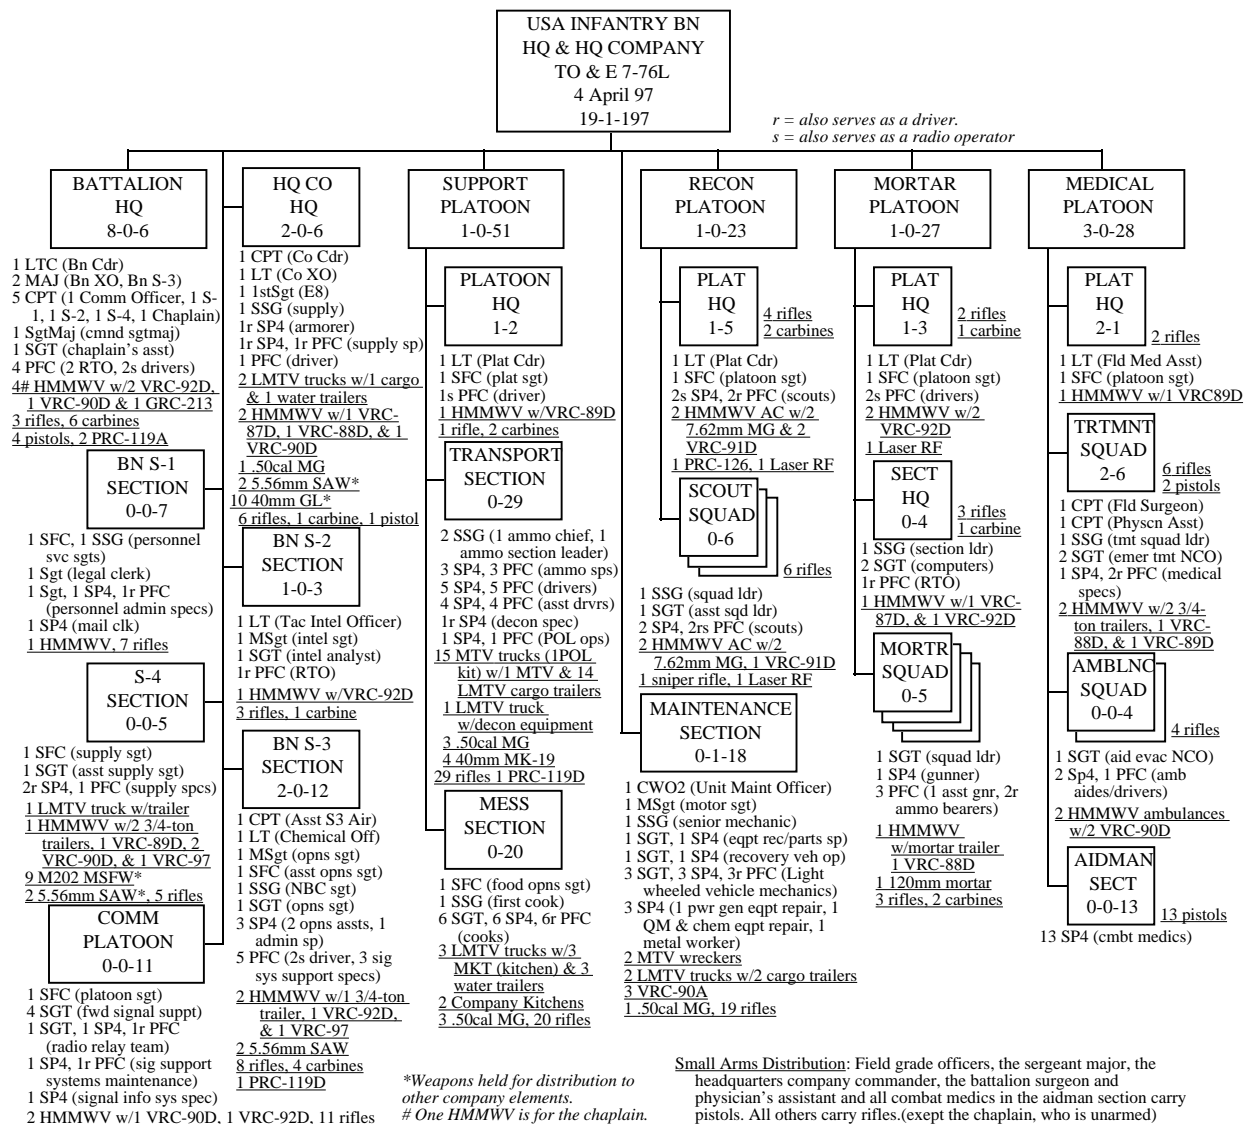 USA INFANTRY BN
HQ & HQ COMPANY
TO & E 7-76L
4 April 97
19-1-197
r = also serves as a driver.
s = also serves as a radio operator
BATTALION
HQ
8-0-6
1 LTC (Bn Cdr)
2 MAJ (Bn XO, Bn S-3)
5 CPT (1 Comm Officer, 1 S-
1, 1 S-2, 1 S-4, 1 Chaplain)
1 SgtMaj (cmnd sgtmaj)
1 SGT (chaplain's asst)
4 PFC (2 RTO, 2s drivers)
4# HMMWV w/2 VRC-92D,
1 VRC-90D & 1 GRC-213
3 rifles, 6 carbines
4 pistols, 2 PRC-119A
BN S-1
SECTION
0-0-7
1 SFC, 1 SSG (personnel
svc sgts)
1 Sgt (legal clerk)
1 Sgt, 1 SP4, 1r PFC
(personnel admin specs)
1 SP4 (mail clk)
1 HMMWV, 7 rifles
S-4
SECTION
0-0-5
1 SFC (supply sgt)
1 SGT (asst supply sgt)
2r SP4, 1 PFC (supply spcs)
1 LMTV truck w/trailer
1 HMMWV w/2 3/4-ton
trailers, 1 VRC-89D, 2
VRC-90D, & 1 VRC-97
9 M202 MSFW*
2 5.56mm SAW*, 5 rifles
COMM
PLATOON
0-0-11
1 SFC (platoon sgt)
4 SGT (fwd signal suppt)
1 SGT, 1 SP4, 1r PFC
(radio relay team)
1 SP4, 1r PFC (sig support
systems maintenance)
1 SP4 (signal info sys spec)
2 HMMWV w/1 VRC-90D, 1 VRC-92D, 11 rifles
HQ CO
HQ
2-0-6
1 CPT (Co Cdr)
1 LT (Co XO)
1 1stSgt (E8)
1 SSG (supply)
1r SP4 (armorer)
1r SP4, 1r PFC (supply sp)
1 PFC (driver)
2 LMTV trucks w/1 cargo
& 1 water trailers
2 HMMWV w/1 VRC-
87D, 1 VRC-88D, & 1
VRC-90D
1 .50cal MG
2 5.56mm SAW*
10 40mm GL*
6 rifles, 1 carbine, 1 pistol
BN S-2
SECTION
1-0-3
1 LT (Tac Intel Officer)
1 MSgt (intel sgt)
1 SGT (intel analyst)
1r PFC (RTO)
1 HMMWV w/VRC-92D
3 rifles, 1 carbine
BN S-3
SECTION
2-0-12
1 CPT (Asst S3 Air)
1 LT (Chemical Off)
1 MSgt (opns sgt)
1 SFC (asst opns sgt)
1 SSG (NBC sgt)
1 SGT (opns sgt)
3 SP4 (2 opns assts, 1
admin sp)
5 PFC (2s driver, 3 sig
sys support specs)
2 HMMWV w/1 3/4-ton
trailer, 1 VRC-92D,
& 1 VRC-97
2 5.56mm SAW
8 rifles, 4 carbines
1 PRC-119D
SUPPORT
PLATOON
1-0-51
PLATOON
HQ
1-2
1 LT (Plat Cdr)
1 SFC (plat sgt)
1s PFC (driver)
1 HMMWV w/VRC-89D
1 rifle, 2 carbines
TRANSPORT
SECTION
0-29
2 SSG (1 ammo chief, 1
ammo section leader)
3 SP4, 3 PFC (ammo sps)
5 SP4, 5 PFC (drivers)
4 SP4, 4 PFC (asst drvrs)
1r SP4 (decon spec)
1 SP4, 1 PFC (POL ops)
15 MTV trucks (1POL
kit) w/1 MTV & 14
LMTV cargo trailers
1 LMTV truck
w/decon equipment
3 .50cal MG
4 40mm MK-19
29 rifles 1 PRC-119D
MESS
SECTION
0-20
1 SFC (food opns sgt)
1 SSG (first cook)
6 SGT, 6 SP4, 6r PFC
(cooks)
3 LMTV trucks w/3
MKT (kitchen) & 3
water trailers
2 Company Kitchens
3 .50cal MG, 20 rifles
RECON
PLATOON
1-0-23
PLAT
HQ
1-5
4 rifles
2 carbines
1 LT (Plat Cdr)
1 SFC (platoon sgt)
2s SP4, 2r PFC (scouts)
2 HMMWV AC w/2
7.62mm MG & 2
VRC-91D
1 PRC-126, 1 Laser RF
SCOUT
SQUAD
0-6
6 rifles
1 SSG (squad ldr)
1 SGT (asst sqd ldr)
2 SP4, 2rs PFC (scouts)
2 HMMWV AC w/2
7.62mm MG, 1 VRC-91D
1 sniper rifle, 1 Laser RF
MAINTENANCE
SECTION
0-1-18
1 CWO2 (Unit Maint Officer)
1 MSgt (motor sgt)
1 SSG (senior mechanic)
1 SGT, 1 SP4 (eqpt rec/parts sp)
1 SGT, 1 SP4 (recovery veh op)
3 SGT, 3 SP4, 3r PFC (Light
wheeled vehicle mechanics)
3 SP4 (1 pwr gen eqpt repair, 1
QM & chem eqpt repair, 1
metal worker)
2 MTV wreckers
2 LMTV trucks w/2 cargo trailers
3 VRC-90A
1 .50cal MG, 19 rifles
MORTAR
PLATOON
1-0-27
PLAT
HQ
1-3
2 rifles
1 carbine
1 LT (Plat Cdr)
1 SFC (platoon sgt)
2s PFC (drivers)
2 HMMWV w/2
VRC-92D
1 Laser RF
SECT
HQ
0-4
3 rifles
1 carbine
1 SSG (section ldr)
2 SGT (computers)
1r PFC (RTO)
1 HMMWV w/1 VRC-
87D, & 1 VRC-92D
MORTR
SQUAD
0-5
1 SGT (squad ldr)
1 SP4 (gunner)
3 PFC (1 asst gnr, 2r
ammo bearers)
1 HMMWV
w/mortar trailer
1 VRC-88D
1 120mm mortar
3 rifles, 2 carbines
MEDICAL
PLATOON
3-0-28
PLAT
HQ
2-1
2 rifles
1 LT (Fld Med Asst)
1 SFC (platoon sgt)
1 HMMWV w/1 VRC89D
TRTMNT
SQUAD
2-6
6 rifles
2 pistols
1 CPT (Fld Surgeon)
1 CPT (Physcn Asst)
1 SSG (tmt squad ldr)
2 SGT (emer tmt NCO)
1 SP4, 2r PFC (medical
specs)
2 HMMWV w/2 3/4-
ton trailers, 1 VRC-
88D, & 1 VRC-89D
AMBLNC
SQUAD
0-0-4
4 rifles
1 SGT (aid evac NCO)
2 Sp4, 1 PFC (amb
aides/drivers)
2 HMMWV ambulances
w/2 VRC-90D
AIDMAN
SECT
0-0-13
13 pistols
13 SP4 (cmbt medics)
*Weapons held for distribution to
other company elements.
# One HMMWV is for the chaplain.
Small Arms Distribution: Field grade officers, the sergeant major, the
headquarters company commander, the battalion surgeon and
physician's assistant and all combat medics in the aidman section carry
pistols. All others carry rifles.(exept the chaplain, who is unarmed)